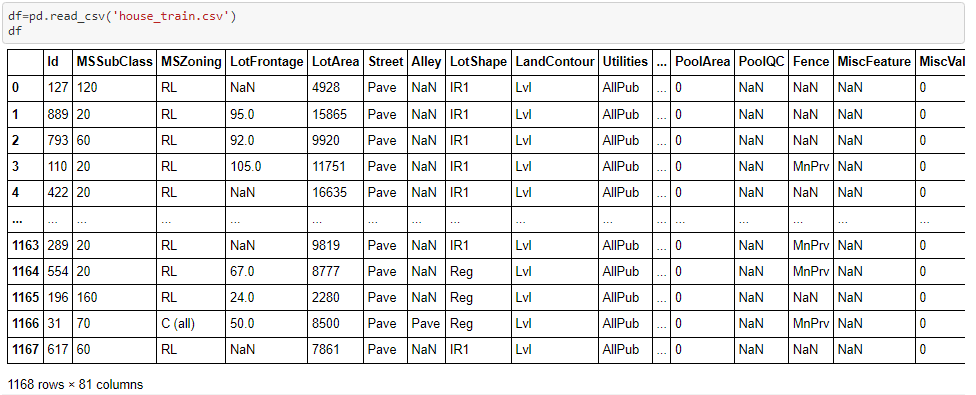 df=pd.read_csv('house_train.csv')
df
Id MSSubClass MSZoning LotFrontage LotArea Street Alley LotShape LandContour Utilities ... PoolArea PoolQC Fence MiscFeature MiscVal
0 127 120 RL NaN 4928 Pave NaN IR1 Lvl AllPub ... 0 NaN NaN NaN 0
1 889 20 RL 95.0 15865 Pave NaN IR1 Lvl AllPub ... 0 NaN NaN NaN 0
2 793 60 RL 92.0 9920 Pave NaN IR1 Lvl AllPub ... 0 NaN NaN NaN 0
3 110 20 RL 105.0 11751 Pave NaN IR1 Lvl AllPub ... 0 NaN MnPrv NaN 0
4 422 20 RL NaN 16635 Pave NaN IR1 Lvl AllPub ... 0 NaN NaN NaN 0
... ... ... ... ... ... ... ... ... ... ... ... ... ... ... ... ...
1163 289 20 RL NaN 9819 Pave NaN IR1 Lvl AllPub ... 0 NaN MnPrv NaN 0
1164 554 20 RL 67.0 8777 Pave NaN Reg Lvl AllPub ... 0 NaN MnPrv NaN 0
1165 196 160 RL 24.0 2280 Pave NaN Reg Lvl AllPub ... 0 NaN NaN NaN 0
1166 31 70 C (all) 50.0 8500 Pave Pave Reg Lvl AllPub ... 0 NaN MnPrv NaN 0
1167 617 60 RL NaN 7861 Pave NaN IR1 Lvl AllPub ... 0 NaN NaN NaN 0
1168 rows × 81 columns